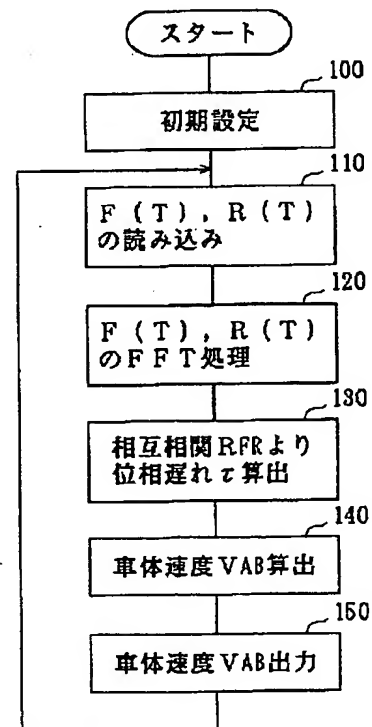 スタート
100
初期設定
110
F(T),R(T)
の読み込み
120
F(T),R(T)
のFFT処理
130
相互相関RFRより
位相遅れτ算出
140
車体速度VAB算出
150
車体速度VAB出力